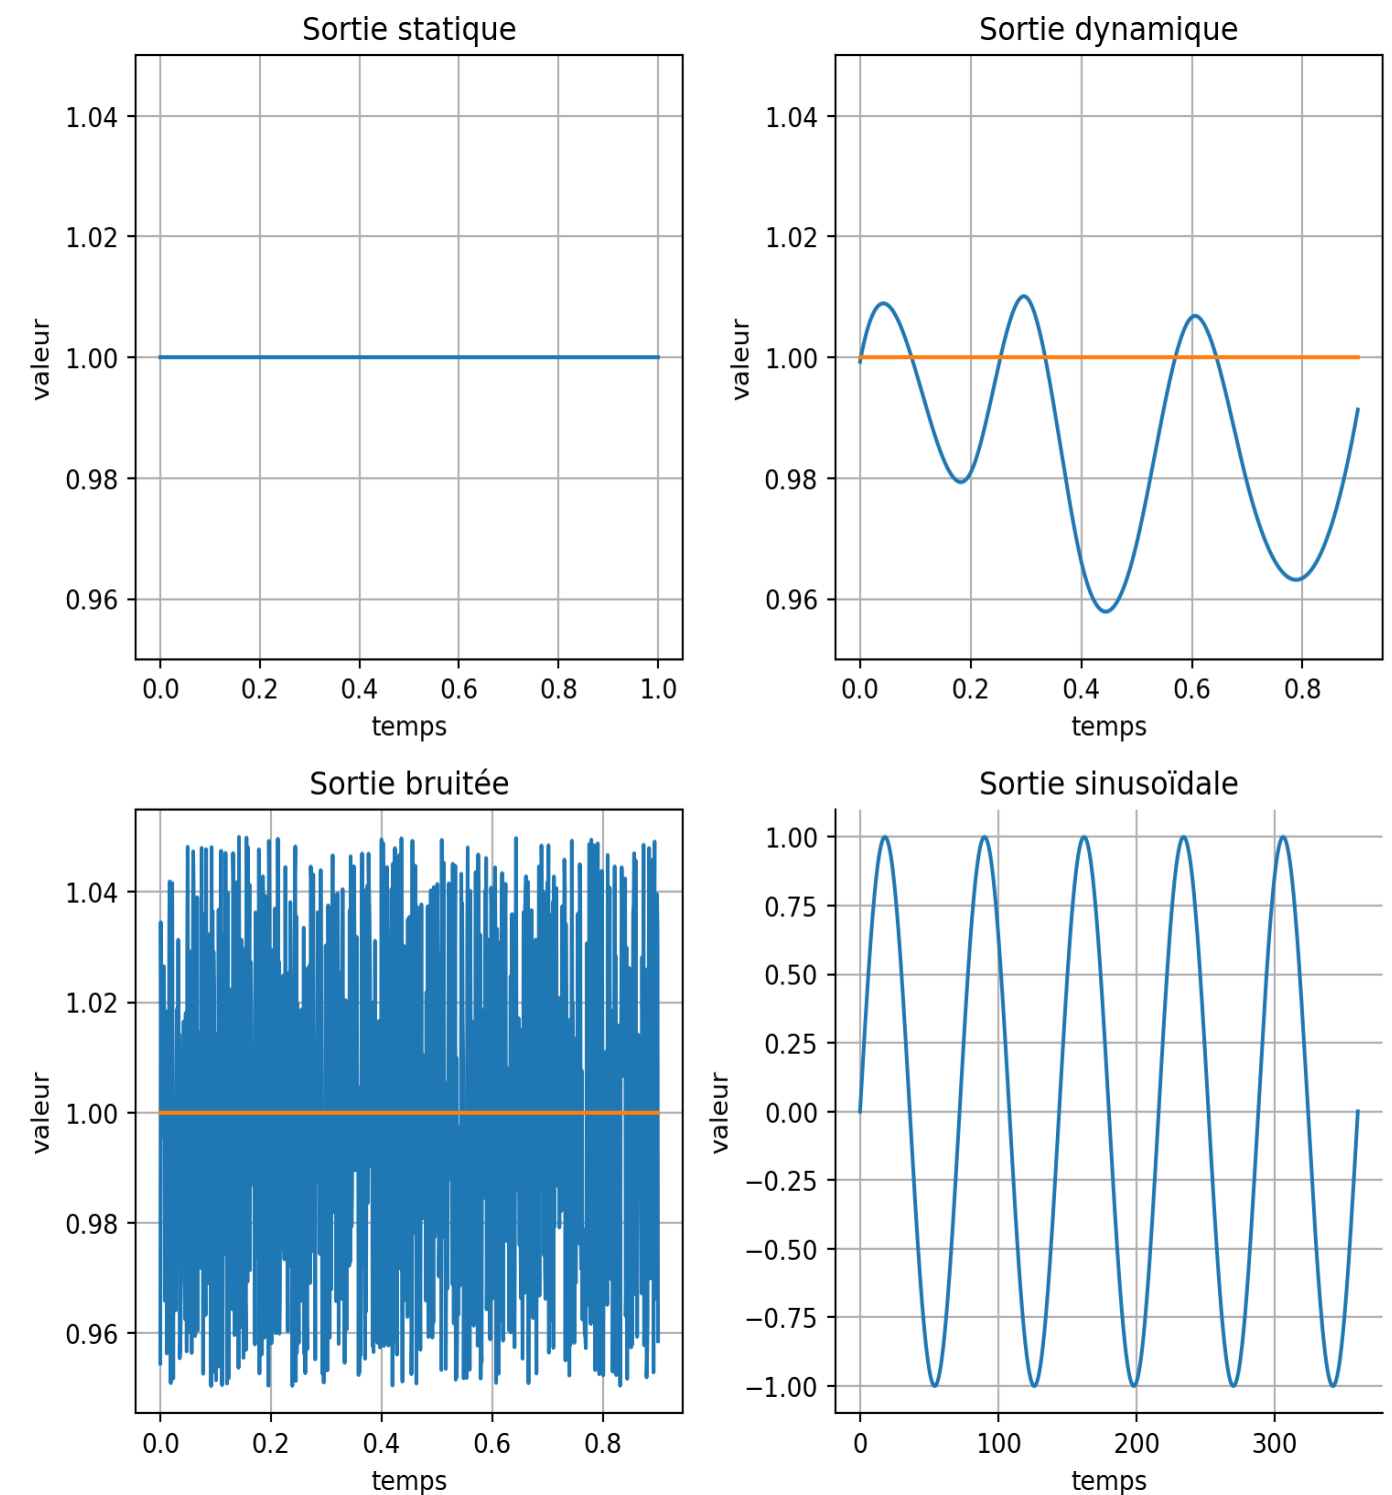 Sortie statique
1.04
1.02
1.00
0.98
0.96
valeur
0.0 0.2 0.4 0.6 0.8 1.0
temps
Sortie dynamique
1.04
1.02
1.00
0.98
0.96
valeur
0.0 0.2 0.4 0.6 0.8
temps
Sortie bruitée
1.04
1.02
1.00
0.98
0.96
valeur
0.0 0.2 0.4 0.6 0.8
temps
Sortie sinusoïdale
1.00
0.75
0.50
0.25
0.00
−0.25
−0.50
−0.75
−1.00
valeur
0 100 200 300
temps